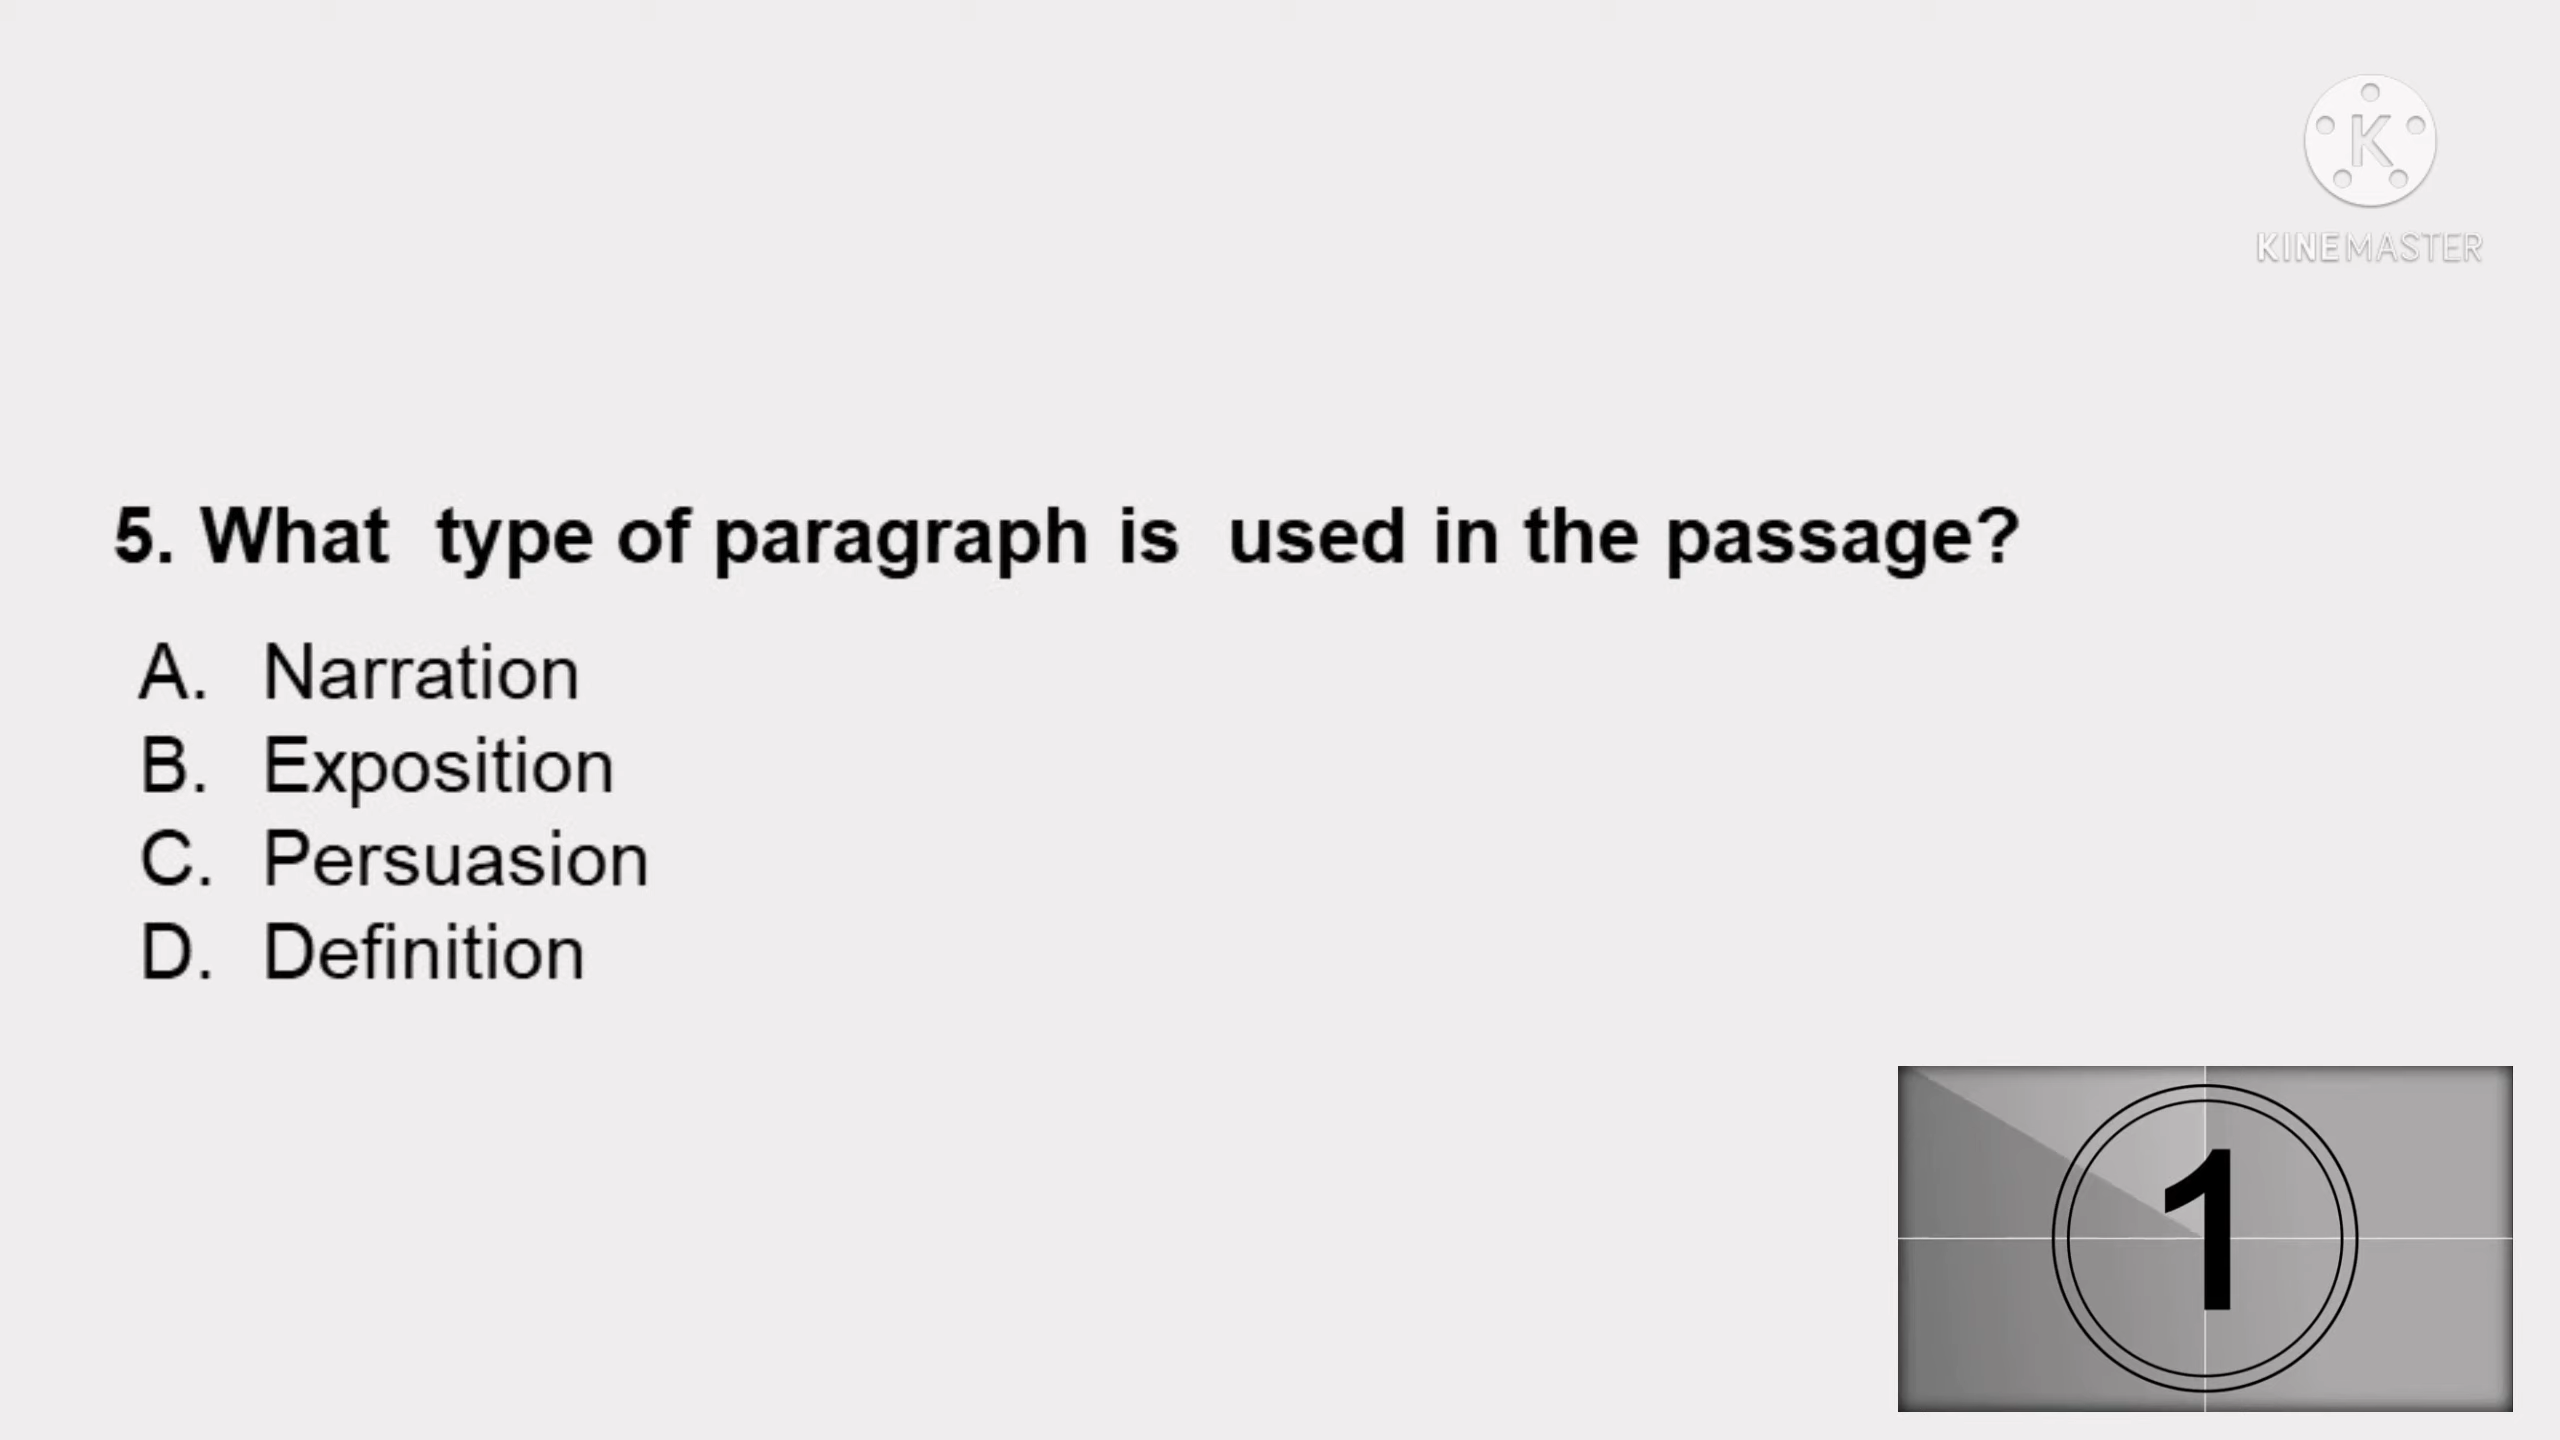 K
KINEMASTER
5. What type of paragraph is used in the passage?
A. Narration
B. Exposition
C. Persuasion
D. Definition
1